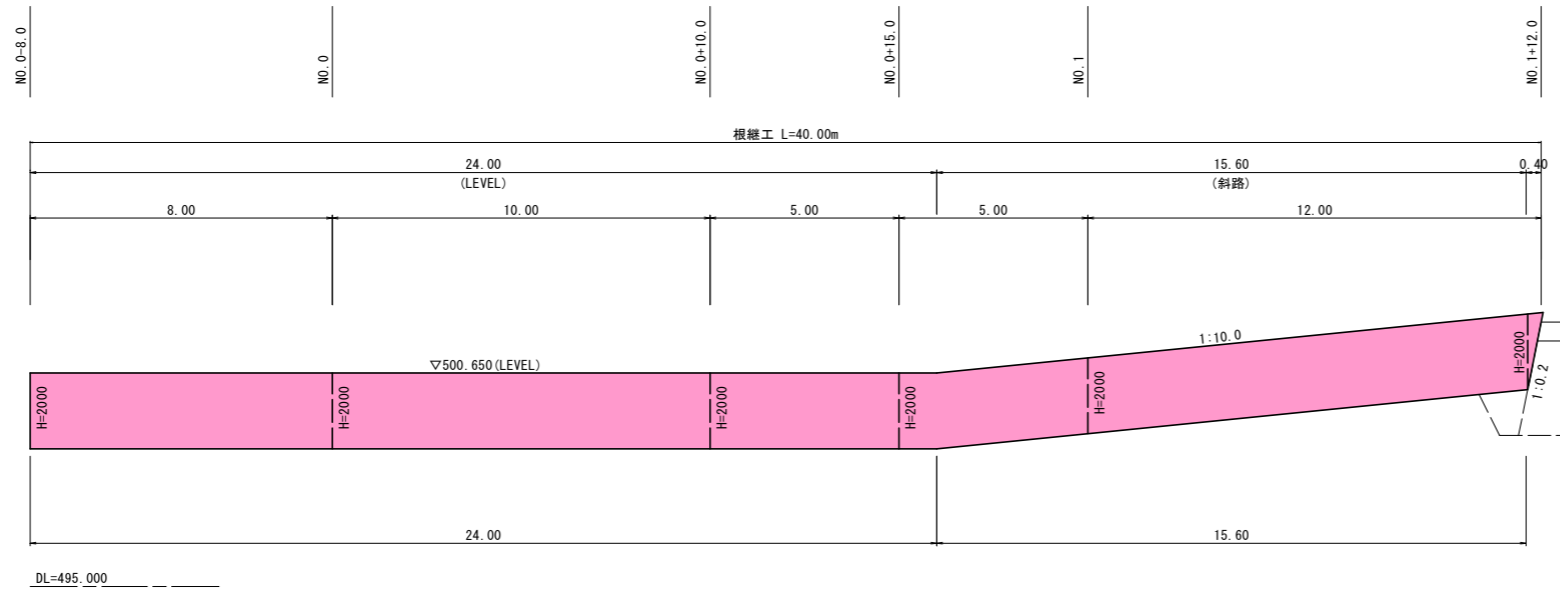 NO.0-8.0
NO.0
NO.0+10.0
NO.0+15.0
NO.1
NO.1+12.0
根継工 L=40.00m
24.00
15.60
0.40
(LEVEL)
(斜路)
8.00
10.00
5.00
5.00
12.00
1:10.0
▽500.650(LEVEL)
H=2000
H=2000
H=2000
H=2000
H=2000
H=2000
1:0.2
24.00
15.60
DL=495.000